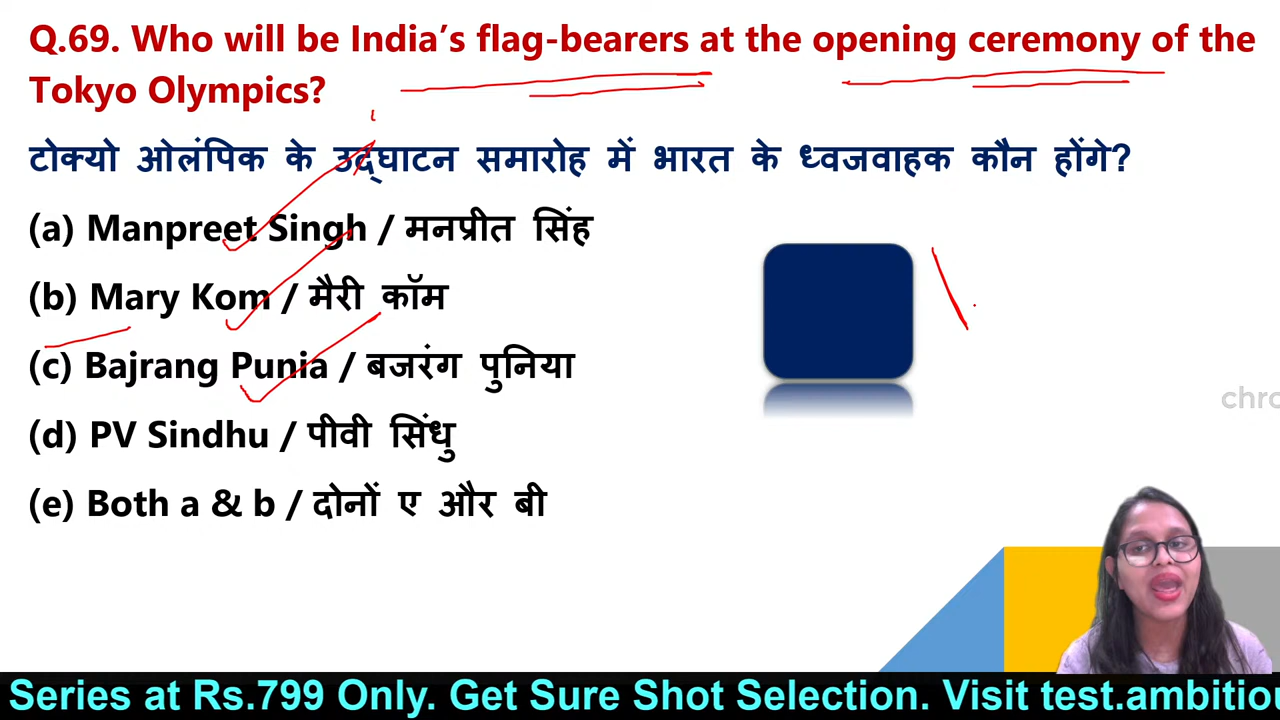 Q.69. Who will be India's flag-bearers at the opening ceremony of the
Tokyo Olympics?
टोक्यो ओलंपिक के उद्घाटन समारोह में भारत के ध्वजवाहक कौन होंगे?
(a) Manpreet Singh / मनप्रीत सिंह
(b) Mary Kom / मैरी कॉम
(c) Bajrang Punia / बजरंग पुनिया
(d) PV Sindhu / पीवी सिंधु
(e) Both a & b / दोनों ए और बी
chro
Series at Rs.799 Only. Get Sure Shot Selection. Visit test.ambitio